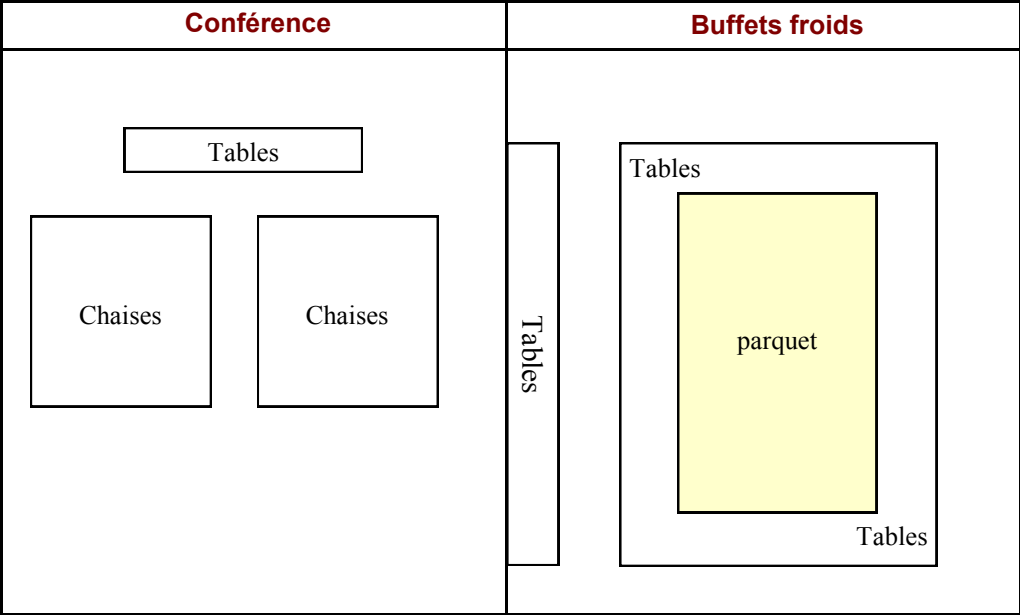 Conférence
Buffets froids
Tables
Chaises
Chaises
Tables
Tables
parquet
Tables